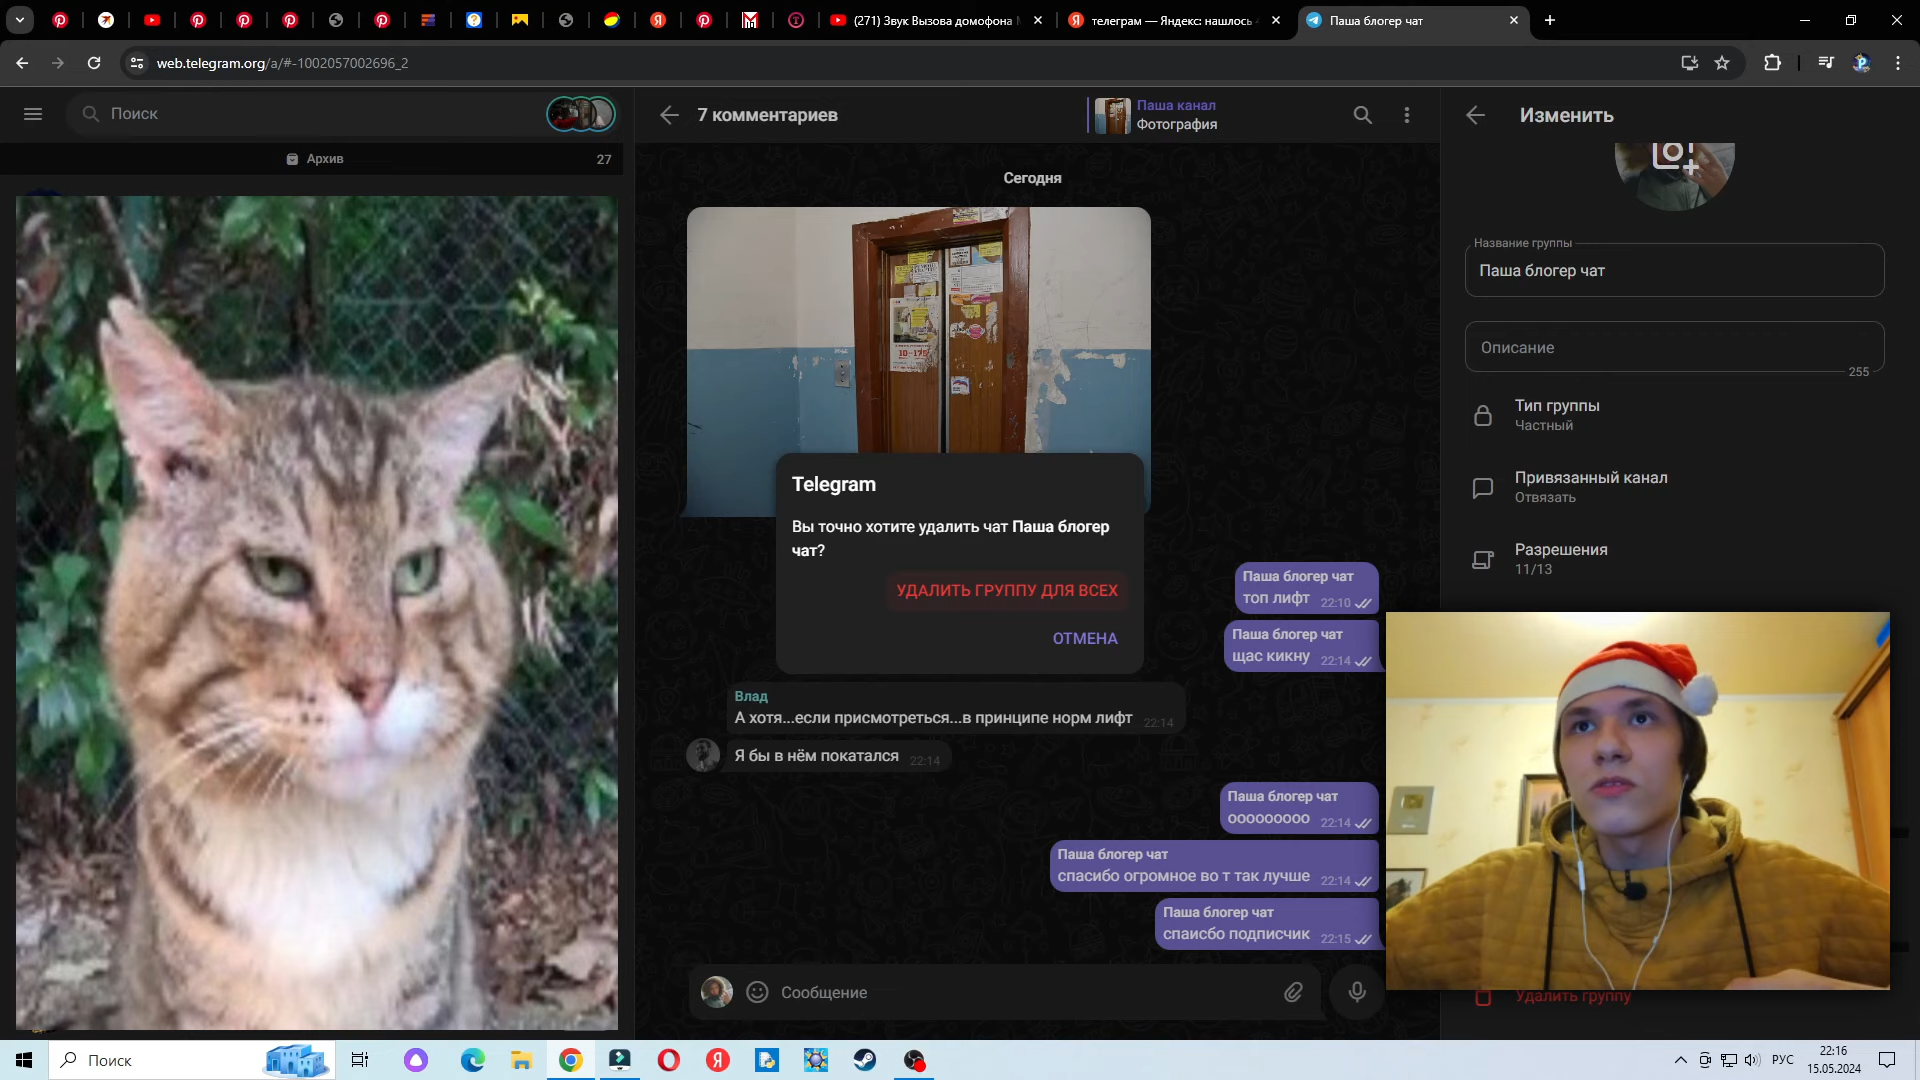 (271) Звук Вызова домофона
телеграм — Яндекс: нашлось
Паша блогер чат
web.telegram.org/a/#-1002057002696_2
Поиск
Архив
27
7 комментариев
Паша канал
Фотография
Сегодня
10-175
Telegram
Вы точно хотите удалить чат Паша блогер
чат?
УДАЛИТЬ ГРУППУ ДЛЯ ВСЕХ
ОТМЕНА
Паша блогер чат
топ лифт 22:10
Паша блогер чат
щас кикну 22:14
Влад
А хотя...если присмотреться...в принципе норм лифт 22:14
Я бы в нём покатался 22:14
Паша блогер чат
ооооооооо 22:14
Паша блогер чат
спасибо огромное во т так лучше 22:14
Паша блогер чат
спаисбо подписчик 22:15
Сообщение
Изменить
Название группы
Паша блогер чат
Описание
255
Тип группы
Частный
Привязанный канал
Отвязать
Разрешения
11/13
Удалить группу
Поиск
РУС
22:16
15.05.2024